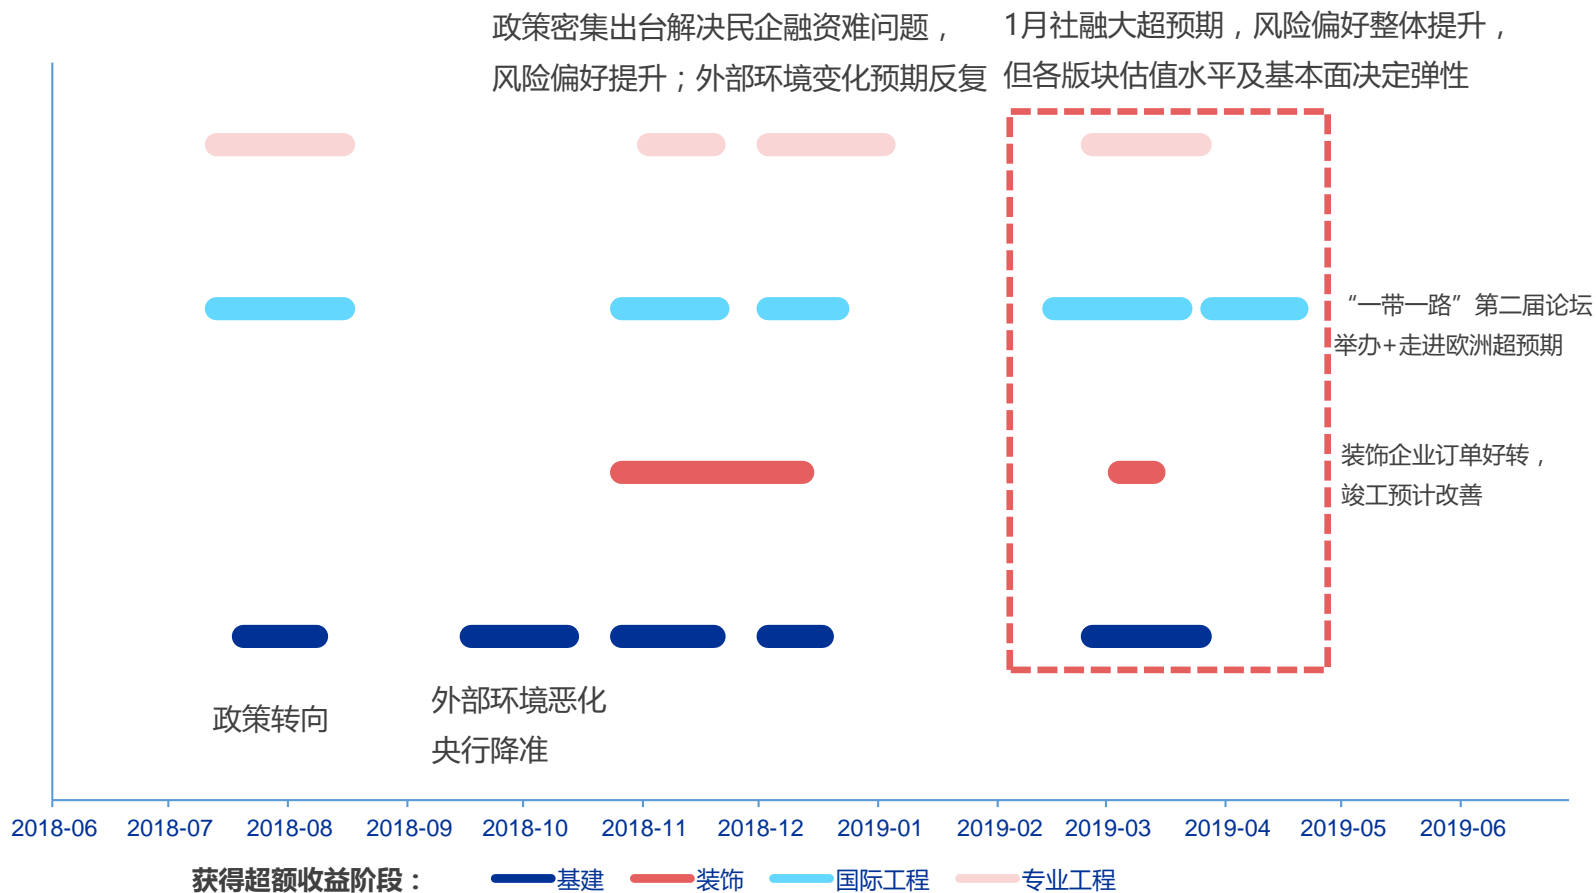 政策密集出台解决民企融资难问题，
风险偏好提升；外部环境变化预期反复
1月社融大超预期，风险偏好整体提升，
但各版块估值水平及基本面决定弹性
“一带一路”第二届论坛
举办+走进欧洲超预期
装饰企业订单好转，
竣工预计改善
政策转向
外部环境恶化
央行降准
2018-06 2018-07 2018-08 2018-09 2018-10 2018-11 2018-12 2019-01 2019-02 2019-03 2019-04 2019-05 2019-06
获得超额收益阶段： 基建 装饰 国际工程 专业工程